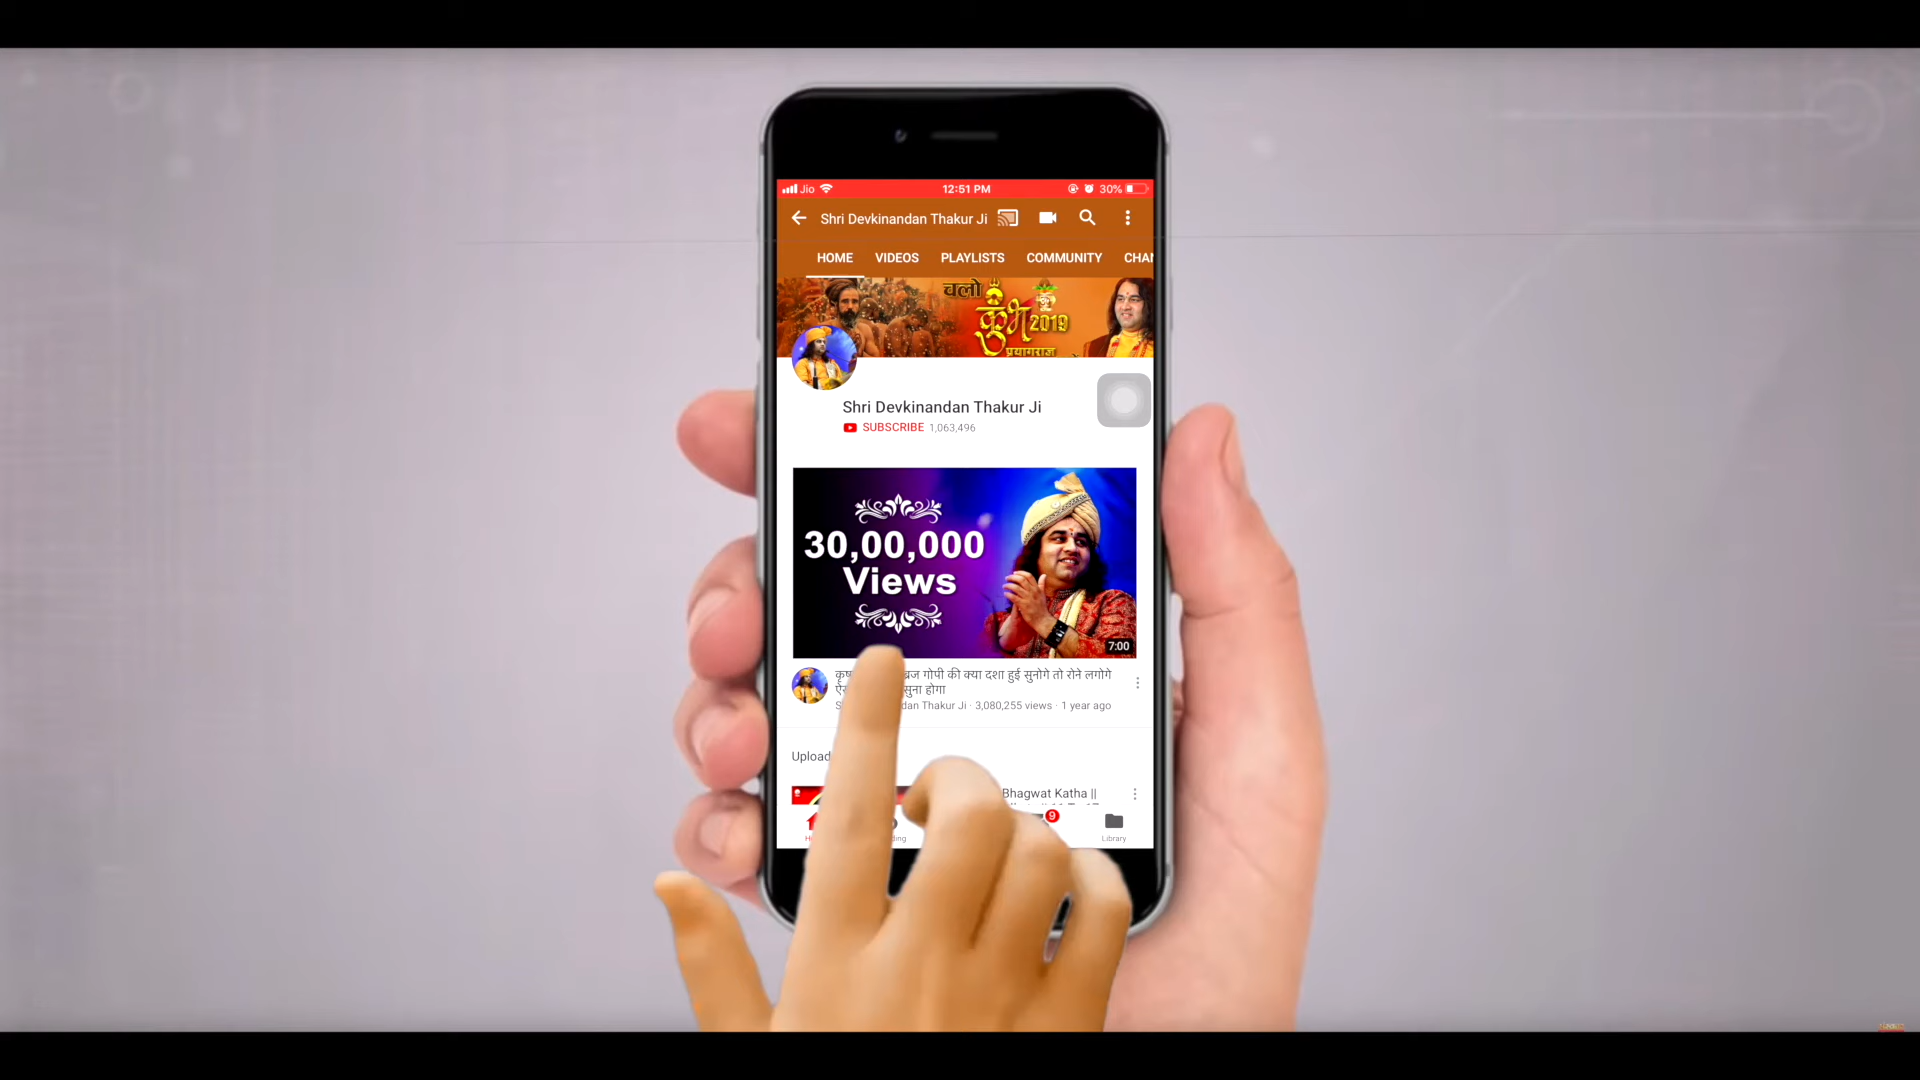 Jio 12:51 PM 30%
Shri Devkinandan Thakur Ji
HOME VIDEOS PLAYLISTS COMMUNITY CHAN
चलो
कुंभ 2019
प्रयागराज
Shri Devkinandan Thakur Ji
SUBSCRIBE 1,063,496
30,00,000
Views
7:00
ब्रज गोपी की क्या दशा हुई सुनोगे तो रोने लगोगे
सुना होगा
Thakur Ji · 3,080,255 views · 1 year ago
Upload
Bhagwat Katha ||
9
Library